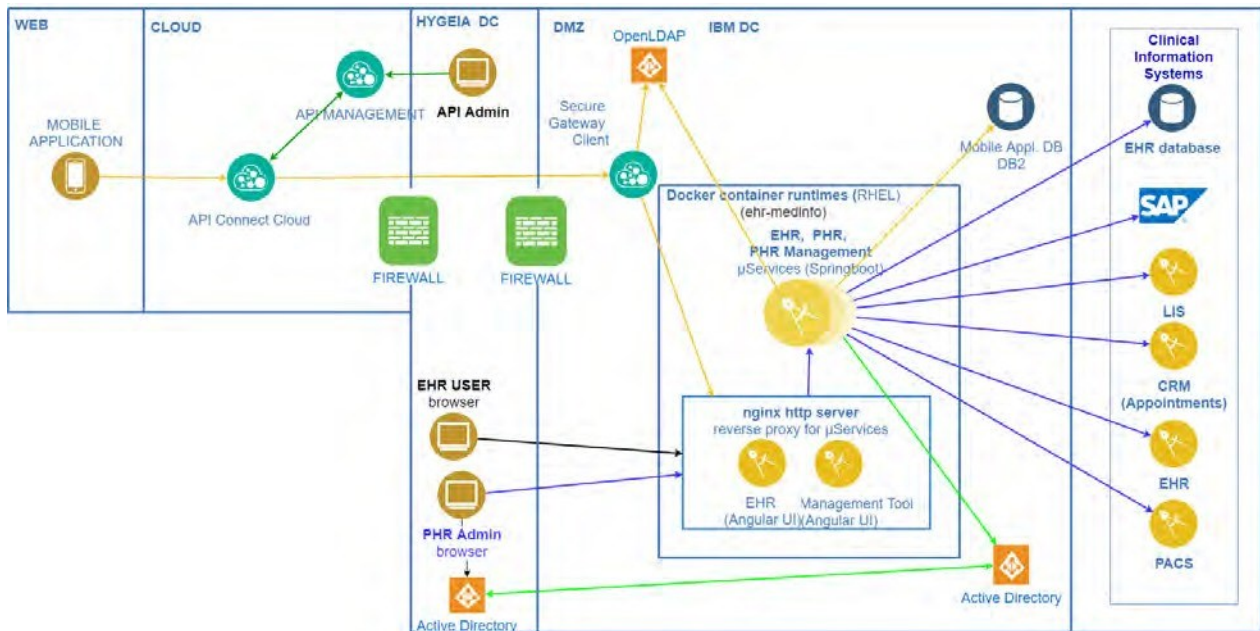 WEB
CLOUD
HYGEIA DC
DMZ
IBM DC
OpenLDAP
Clinical
Information
Systems
API MANAGEMENT
API Admin
Secure
Gateway
Client
MOBILE
APPLICATION
API Connect Cloud
Mobile Appl. DB
DB2
EHR database
FIREWALL
FIREWALL
Docker container runtimes (RHEL)
(ehr-medinfo)
EHR, PHR,
PHR Management
µServices (Springboot)
SAP
LIS
CRM
(Appointments)
EHR
PACS
EHR USER
browser
nginx http server
reverse proxy for µServices
EHR
(Angular UI)
Management Tool
(Angular UI)
PHR Admin
browser
Active Directory
Active Directory